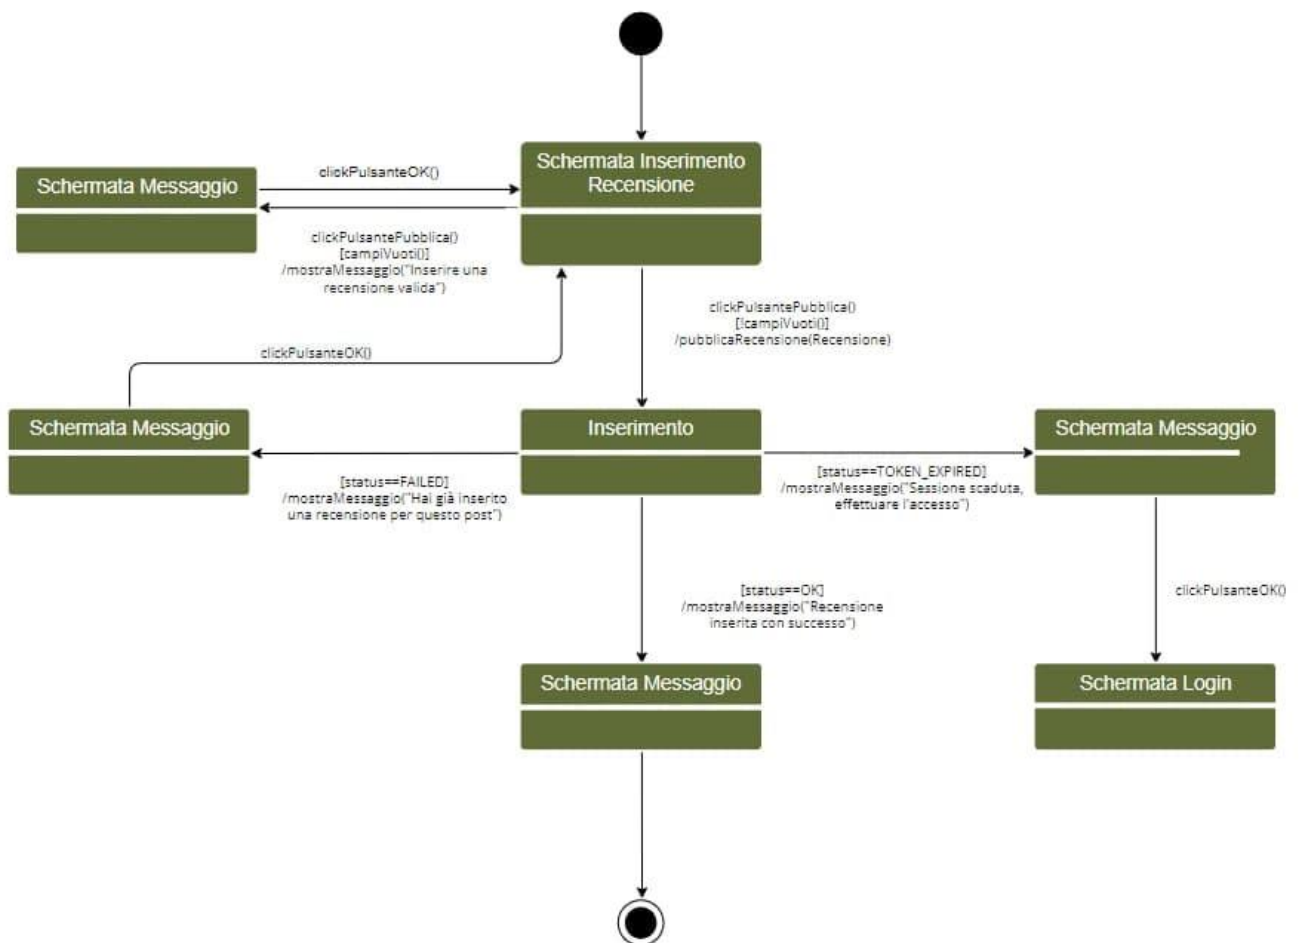 Schermata Inserimento
Recensione
Schermata Messaggio
clickPulsanteOK()
clickPulsantePubblica()
[campiVuoti()]
/mostraMessaggio("Inserire una
recensione valida")
clickPulsantePubblica()
[!campiVuoti()]
/pubblicaRecensione(Recensione)
clickPulsanteOK()
Schermata Messaggio
Inserimento
Schermata Messaggio
[status==FAILED]
/mostraMessaggio("Hai già inserito
una recensione per questo post")
[status==TOKEN_EXPIRED]
/mostraMessaggio("Sessione scaduta,
effettuare l'accesso")
[status==OK]
/mostraMessaggio("Recensione
inserita con successo")
clickPulsanteOK()
Schermata Messaggio
Schermata Login